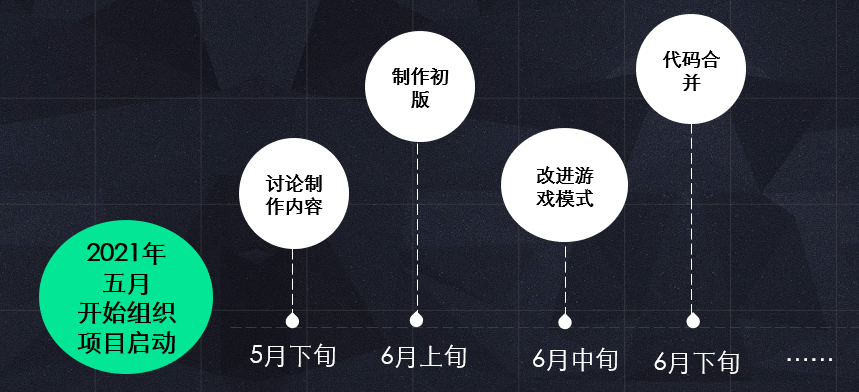 2021年
五月
开始组织
项目启动
讨论制
作内容
制作初
版
改进游
戏模式
代码合
并
5月下旬
6月上旬
6月中旬
6月下旬
……